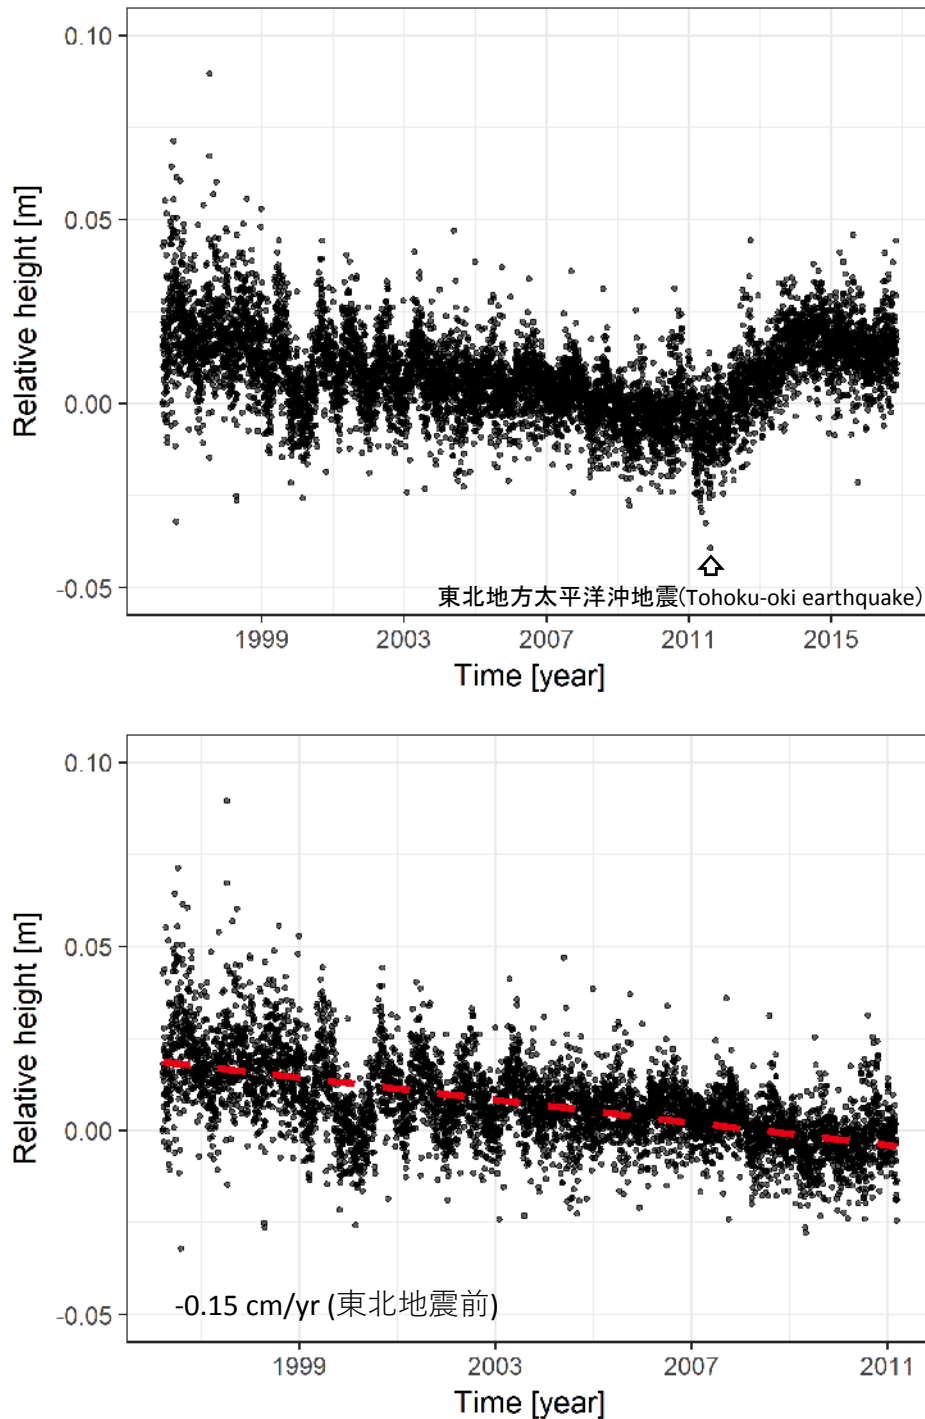 0.10
0.05
0.00
-0.05
Relative height [m]
東北地方太平洋沖地震(Tohoku-oki earthquake)
1999 2003 2007 2011 2015
Time [year]
0.10
0.05
0.00
-0.05
Relative height [m]
-0.15 cm/yr (東北地震前)
1999 2003 2007 2011
Time [year]